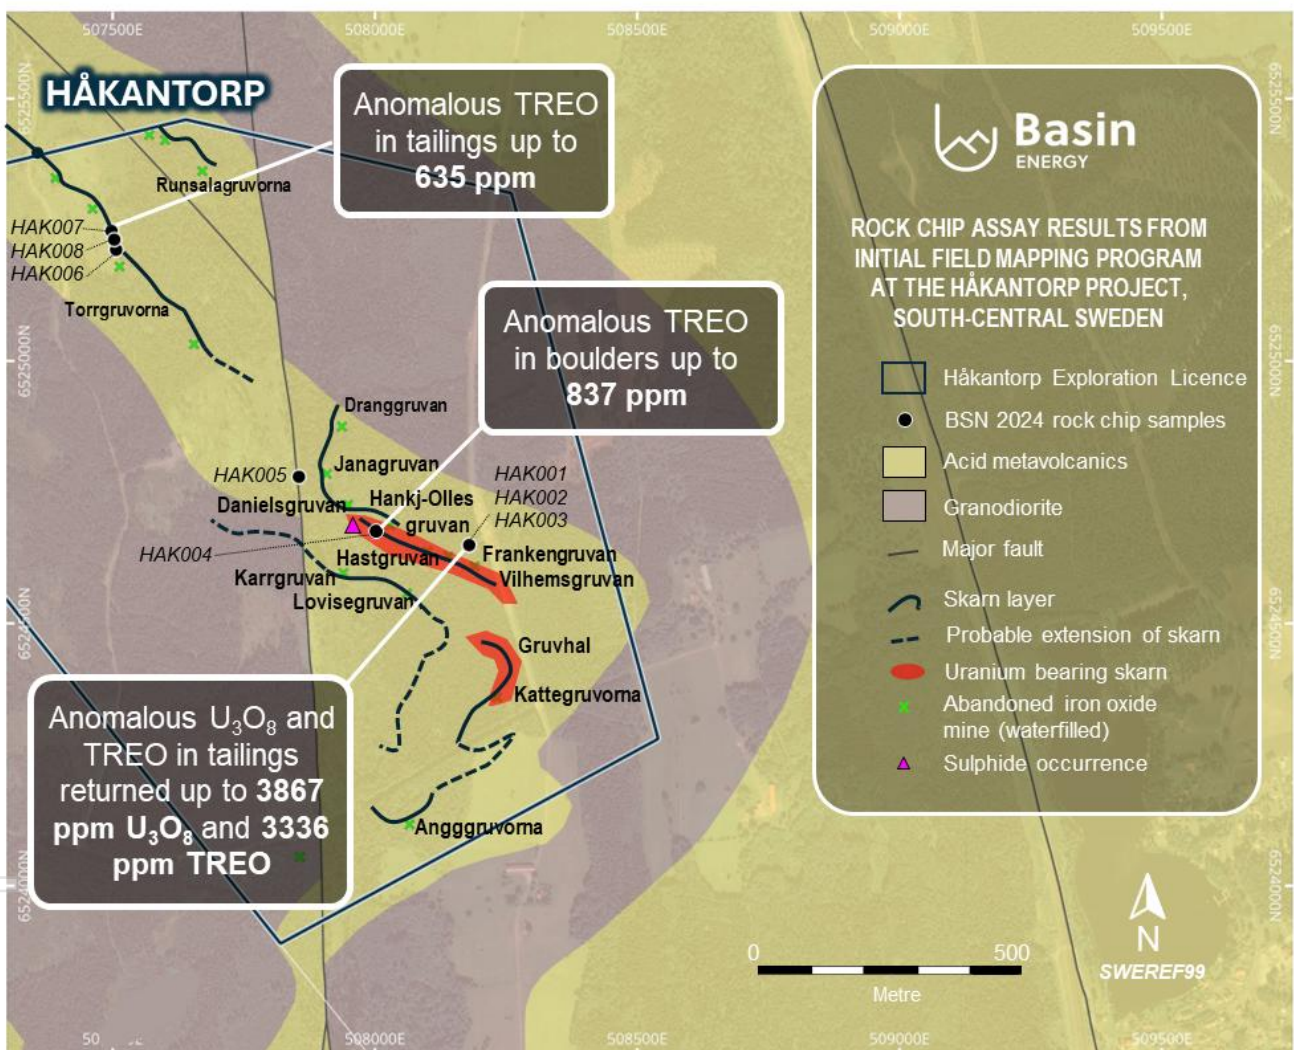 507500E
508000E
508500E
509000E
509500E
6525500N
6525500N
HÅKANTORP
Anomalous TREO
in tailings up to
635 ppm
Basin
ENERGY
Runsalagruvorna
HAK007
HAK008
HAK006
Torrgruvorna
ROCK CHIP ASSAY RESULTS FROM
INITIAL FIELD MAPPING PROGRAM
AT THE HÅKANTORP PROJECT,
SOUTH-CENTRAL SWEDEN
Anomalous TREO
in boulders up to
837 ppm
6525000N
6525000N
Håkantorp Exploration Licence
BSN 2024 rock chip samples
Acid metavolcanics
Granodiorite
Major fault
Skarn layer
Probable extension of skarn
Uranium bearing skarn
Abandoned iron oxide
mine (waterfilled)
Sulphide occurrence
Dranggruvan
Janagruvan
HAK005
HAK001
HAK002
HAK003
Danielsgruvan
Hankj-Olles
gruvan
HAK004
Hastgruvan
Frankengruvan
Vilhemsgruvan
Karrgruvan
Lovisegruvan
6524500N
6524500N
Gruvhal
Kattegruvorna
Anomalous U₃O₈ and
TREO in tailings
returned up to 3867
ppm U₃O₈ and 3336
ppm TREO
Angggruvorna
6524000N
6524000N
0 500
Metre
N
SWEREF99
508000E
508500E
509000E
509500E